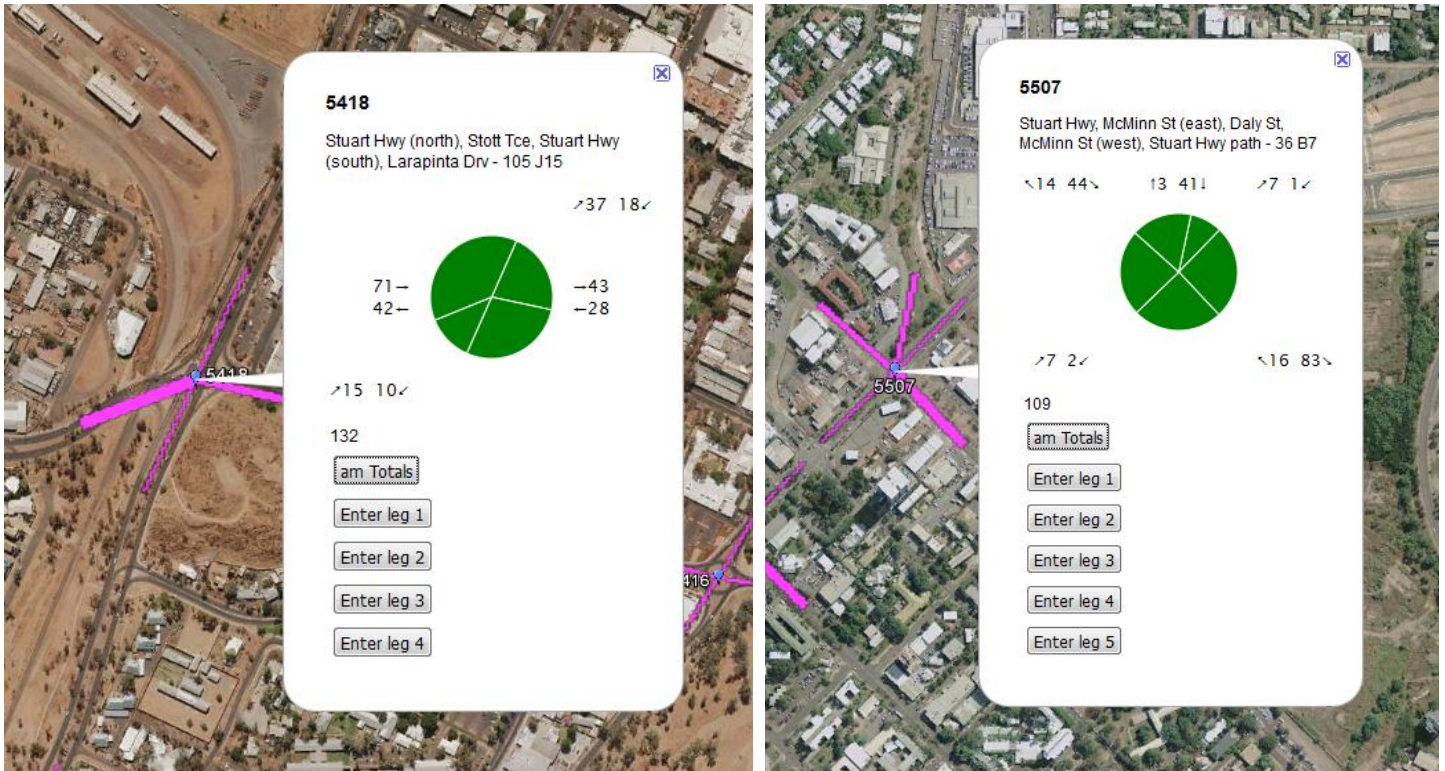 5418
Stuart Hwy (north), Stott Tce, Stuart Hwy
(south), Larapinta Drv - 105 J15
↗37 18↙
71→
42←
→43
←28
↗15 10↙
132
am Totals
Enter leg 1
Enter leg 2
Enter leg 3
Enter leg 4
5418
416
5507
Stuart Hwy, McMinn St (east), Daly St,
McMinn St (west), Stuart Hwy path - 36 B7
↖14 44↘ ↑3 41↓ ↗7 1↙
↗7 2↙ ↖16 83↘
109
am Totals
Enter leg 1
Enter leg 2
Enter leg 3
Enter leg 4
Enter leg 5
5507